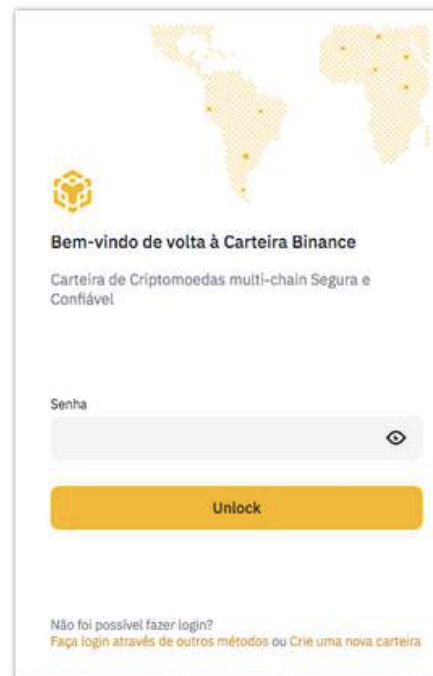 Bem-vindo de volta à Carteira Binance
Carteira de Criptomoedas multi-chain Segura e
Confiável
Senha
Unlock
Não foi possível fazer login?
Faça login através de outros métodos ou Crie uma nova carteira